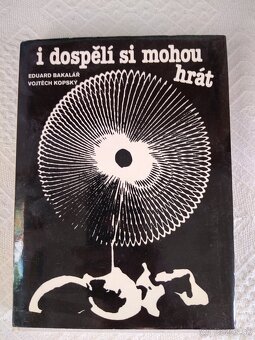 i dospělí si mohou
hrát
EDUARD BAKALÁŘ
VOJTĚCH KOPSKÝ